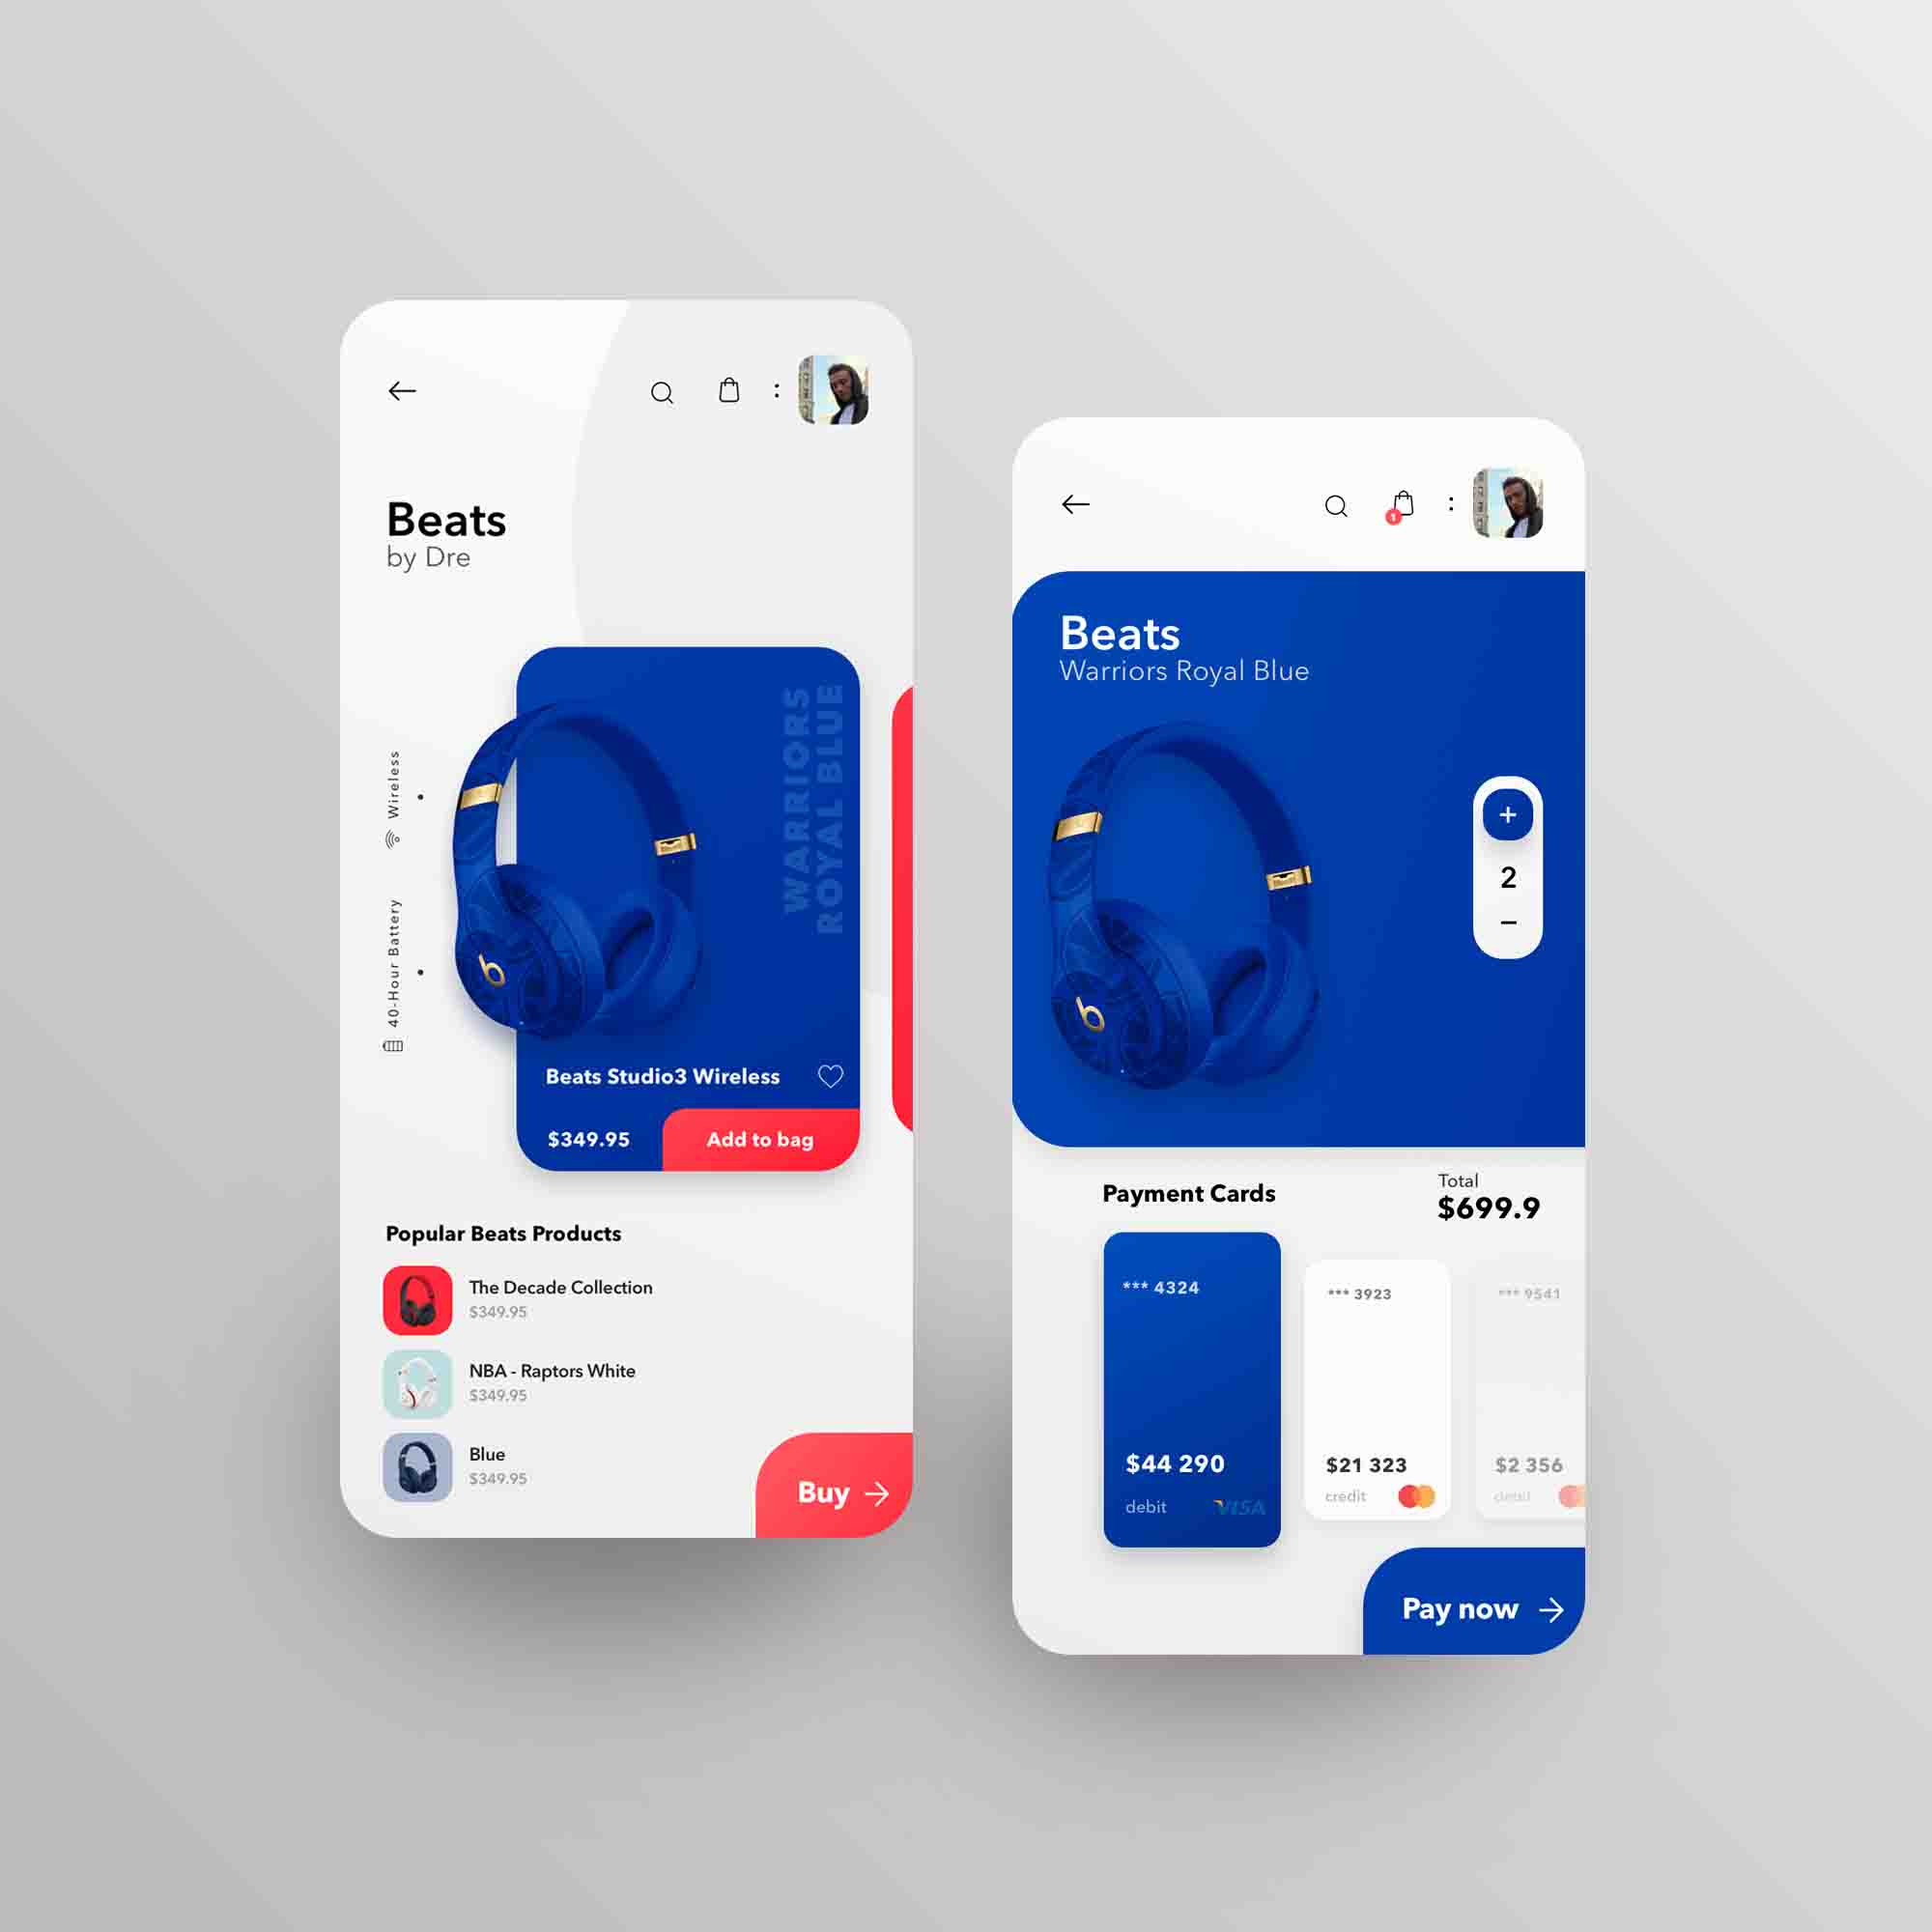 Beats
by Dre
Wireless
40-Hour Battery
WARRIORS
ROYAL BLUE
Beats Studio3 Wireless
$349.95
Add to bag
Popular Beats Products
The Decade Collection
$349.95
NBA - Raptors White
$349.95
Blue
$349.95
Buy
1
Beats
Warriors Royal Blue
+
2
−
Payment Cards
Total
$699.9
*** 4324
$44 290
debit
VISA
*** 3923
$21 323
credit
*** 9541
$2 356
debit
Pay now